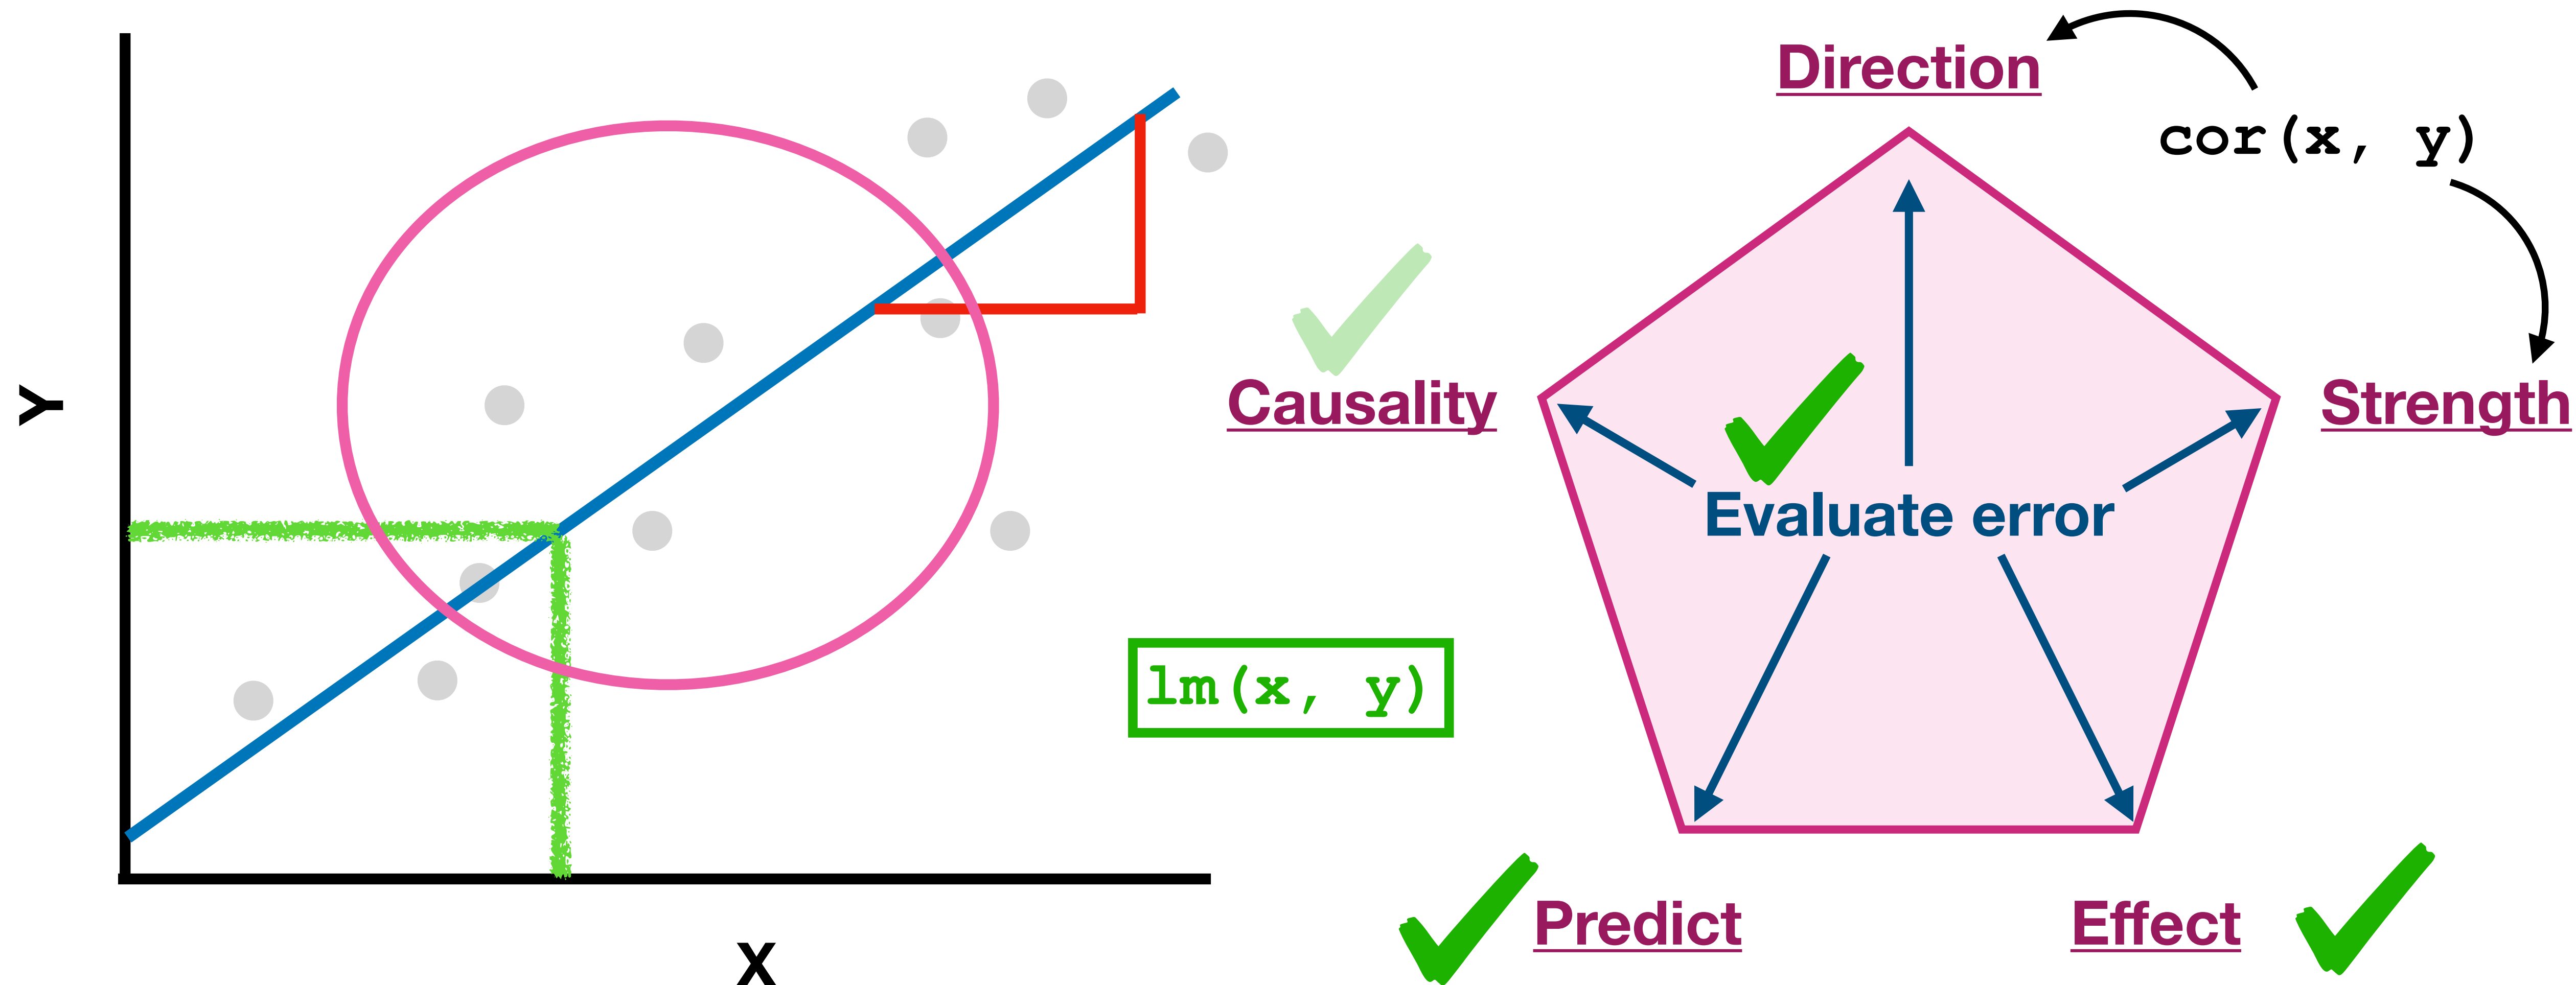 Y
X
Direction
cor(x, y)
Causality
Strength
Evaluate error
lm(x, y)
Predict
Effect